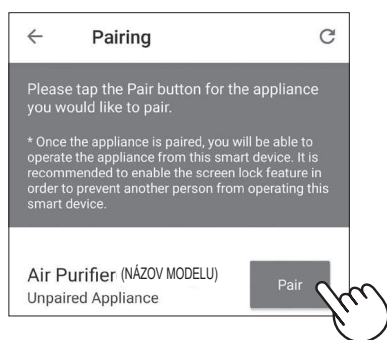 Pairing
Please tap the Pair button for the appliance
you would like to pair.
* Once the appliance is paired, you will be able to
operate the appliance from this smart device. It is
recommended to enable the screen lock feature in
order to prevent another person from operating this
smart device.
Air Purifier (NÁZOV MODELU)
Unpaired Appliance
Pair